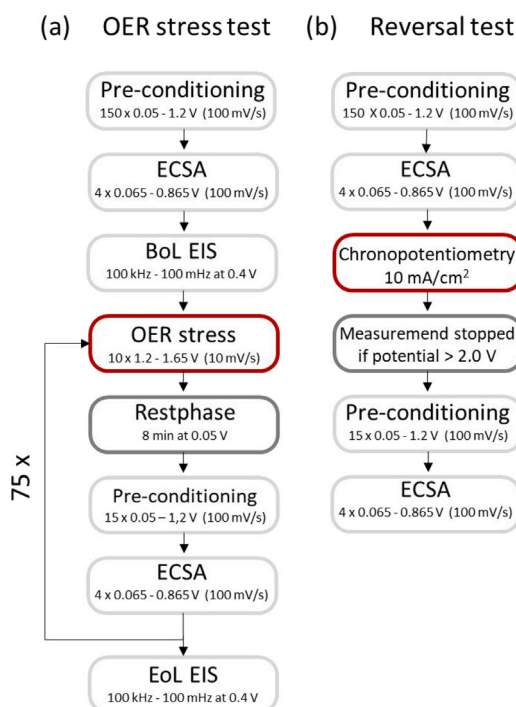 (a) OER stress test
Pre-conditioning
150 x 0.05 - 1.2 V (100 mV/s)
ECSA
4 x 0.065 - 0.865 V (100 mV/s)
BoL EIS
100 kHz - 100 mHz at 0.4 V
OER stress
10 x 1.2 - 1.65 V (10 mV/s)
Restphase
8 min at 0.05 V
Pre-conditioning
15 x 0.05 – 1,2 V (100 mV/s)
ECSA
4 x 0.065 - 0.865 V (100 mV/s)
75 x
EoL EIS
100 kHz - 100 mHz at 0.4 V
(b) Reversal test
Pre-conditioning
150 X 0.05 - 1.2 V (100 mV/s)
ECSA
4 x 0.065 - 0.865 V (100 mV/s)
Chronopotentiometry
10 mA/cm²
Measuremend stopped
if potential > 2.0 V
Pre-conditioning
15 x 0.05 - 1.2 V (100 mV/s)
ECSA
4 x 0.065 - 0.865 V (100 mV/s)